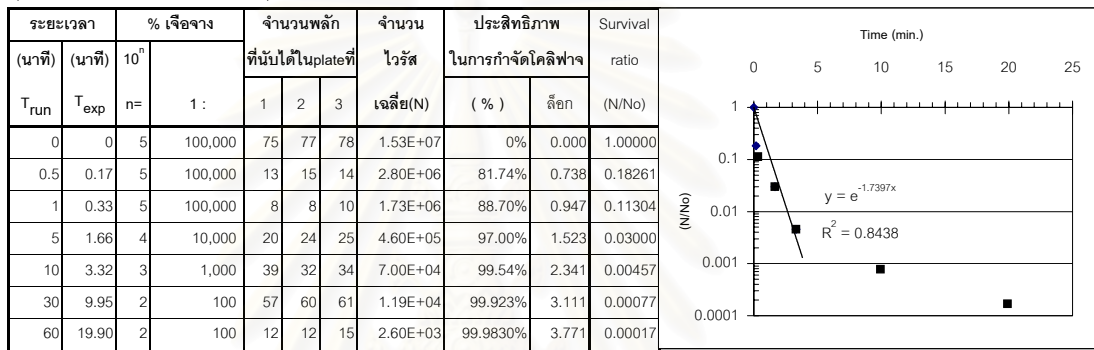 ระยะเวลา % เจือจาง จำนวนพลัก จำนวน ประสิทธิภาพ Survival
(นาที) (นาที) 10^n ที่นับได้ในplateที่ ไวรัส ในการกำจัดโคลิฟาจ ratio
T run T exp n= 1 : 1 2 3 เฉลี่ย(N) ( % ) ล็อก (N/No)
0 0 5 100,000 75 77 78 1.53E+07 0% 0.000 1.00000
0.5 0.17 5 100,000 13 15 14 2.80E+06 81.74% 0.738 0.18261
1 0.33 5 100,000 8 8 10 1.73E+06 88.70% 0.947 0.11304
5 1.66 4 10,000 20 24 25 4.60E+05 97.00% 1.523 0.03000
10 3.32 3 1,000 39 32 34 7.00E+04 99.54% 2.341 0.00457
30 9.95 2 100 57 60 61 1.19E+04 99.923% 3.111 0.00077
60 19.90 2 100 12 12 15 2.60E+03 99.9830% 3.771 0.00017
Time (min.)
0 5 10 15 20 25
1
0.1
0.01
0.001
0.0001
(N/No)
y = e^-1.7397x
R^2 = 0.8438